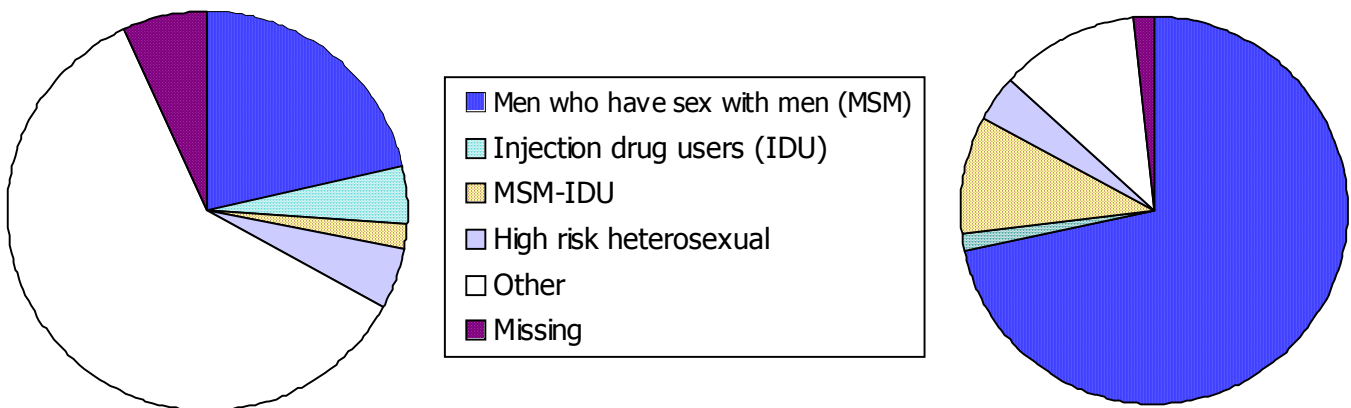 Men who have sex with men (MSM)
Injection drug users (IDU)
MSM-IDU
High risk heterosexual
Other
Missing